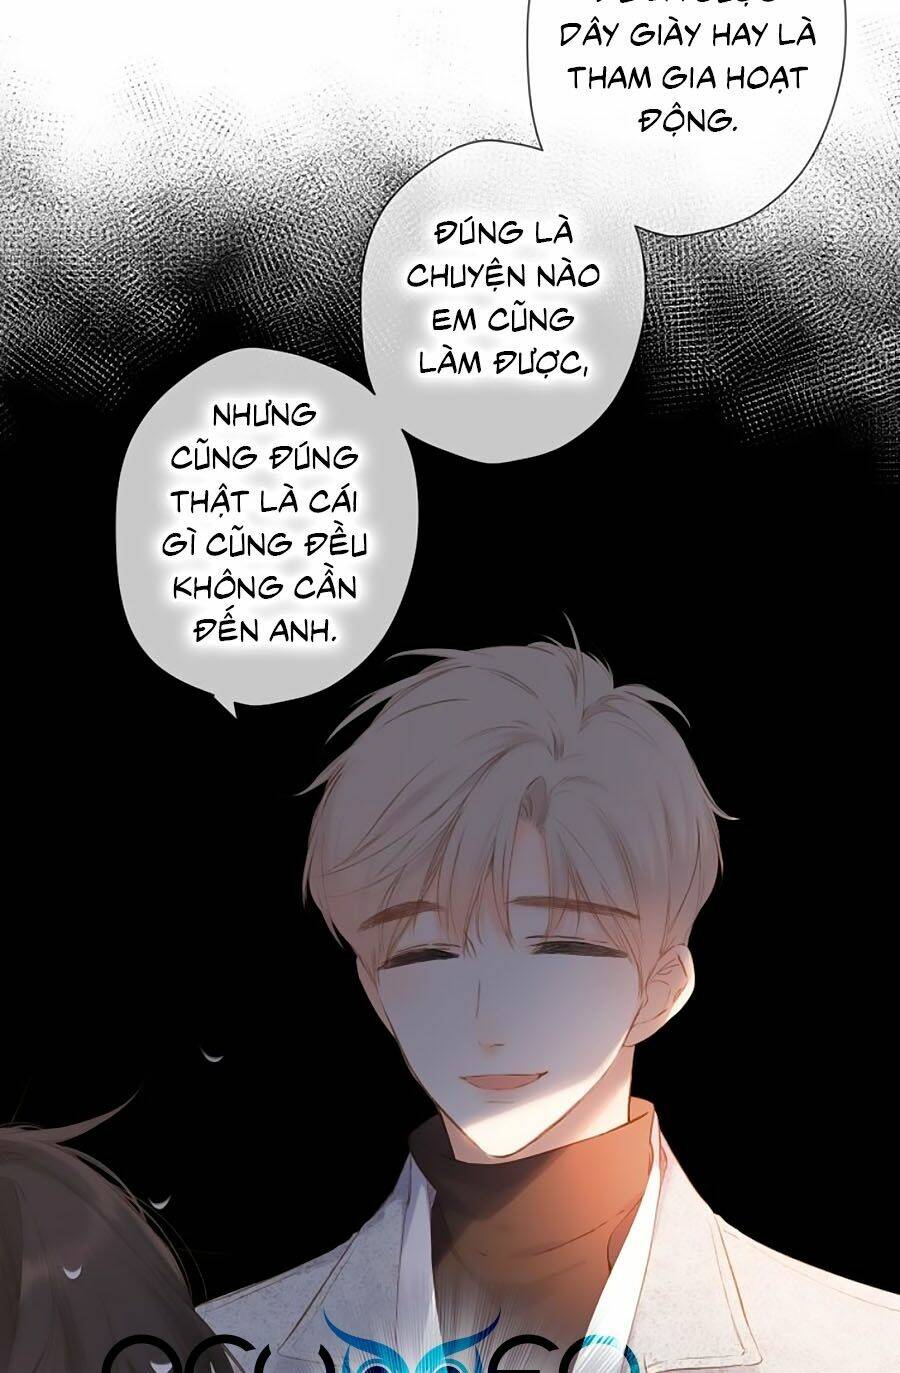 DÂY GIÀY HAY LÀ
THAM GIA HOẠT
ĐỘNG.
ĐÚNG LÀ
CHUYỆN NÀO
EM CŨNG
LÀM ĐƯỢC,
NHƯNG
CŨNG ĐÚNG
THẬT LÀ CÁI
GÌ CŨNG ĐỀU
KHÔNG CẦN
ĐẾN ANH.